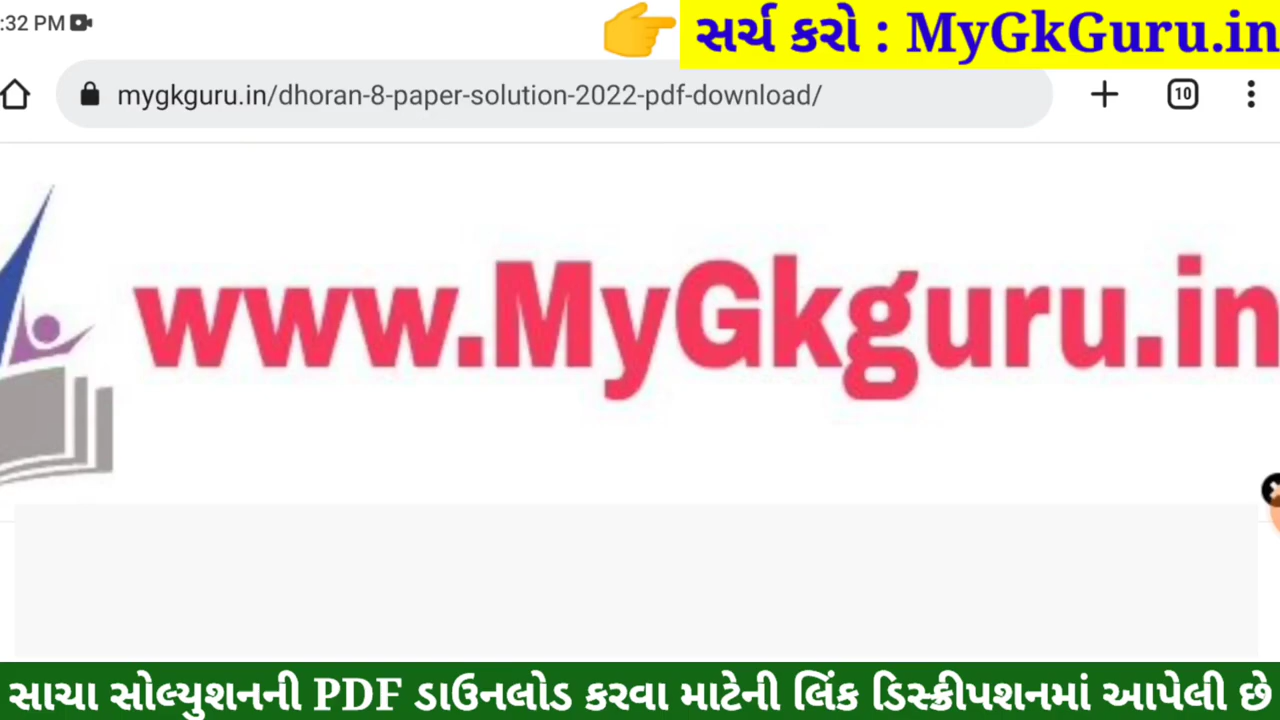 :32 PM
👉 સર્ચ કરો : MyGkGuru.in
mygkguru.in/dhoran-8-paper-solution-2022-pdf-download/
10
www.MyGkguru.in
સાચા સોલ્યુશનની PDF ડાઉનલોડ કરવા માટેની લિંક ડિસ્ક્રીપશનમાં આપેલી છે